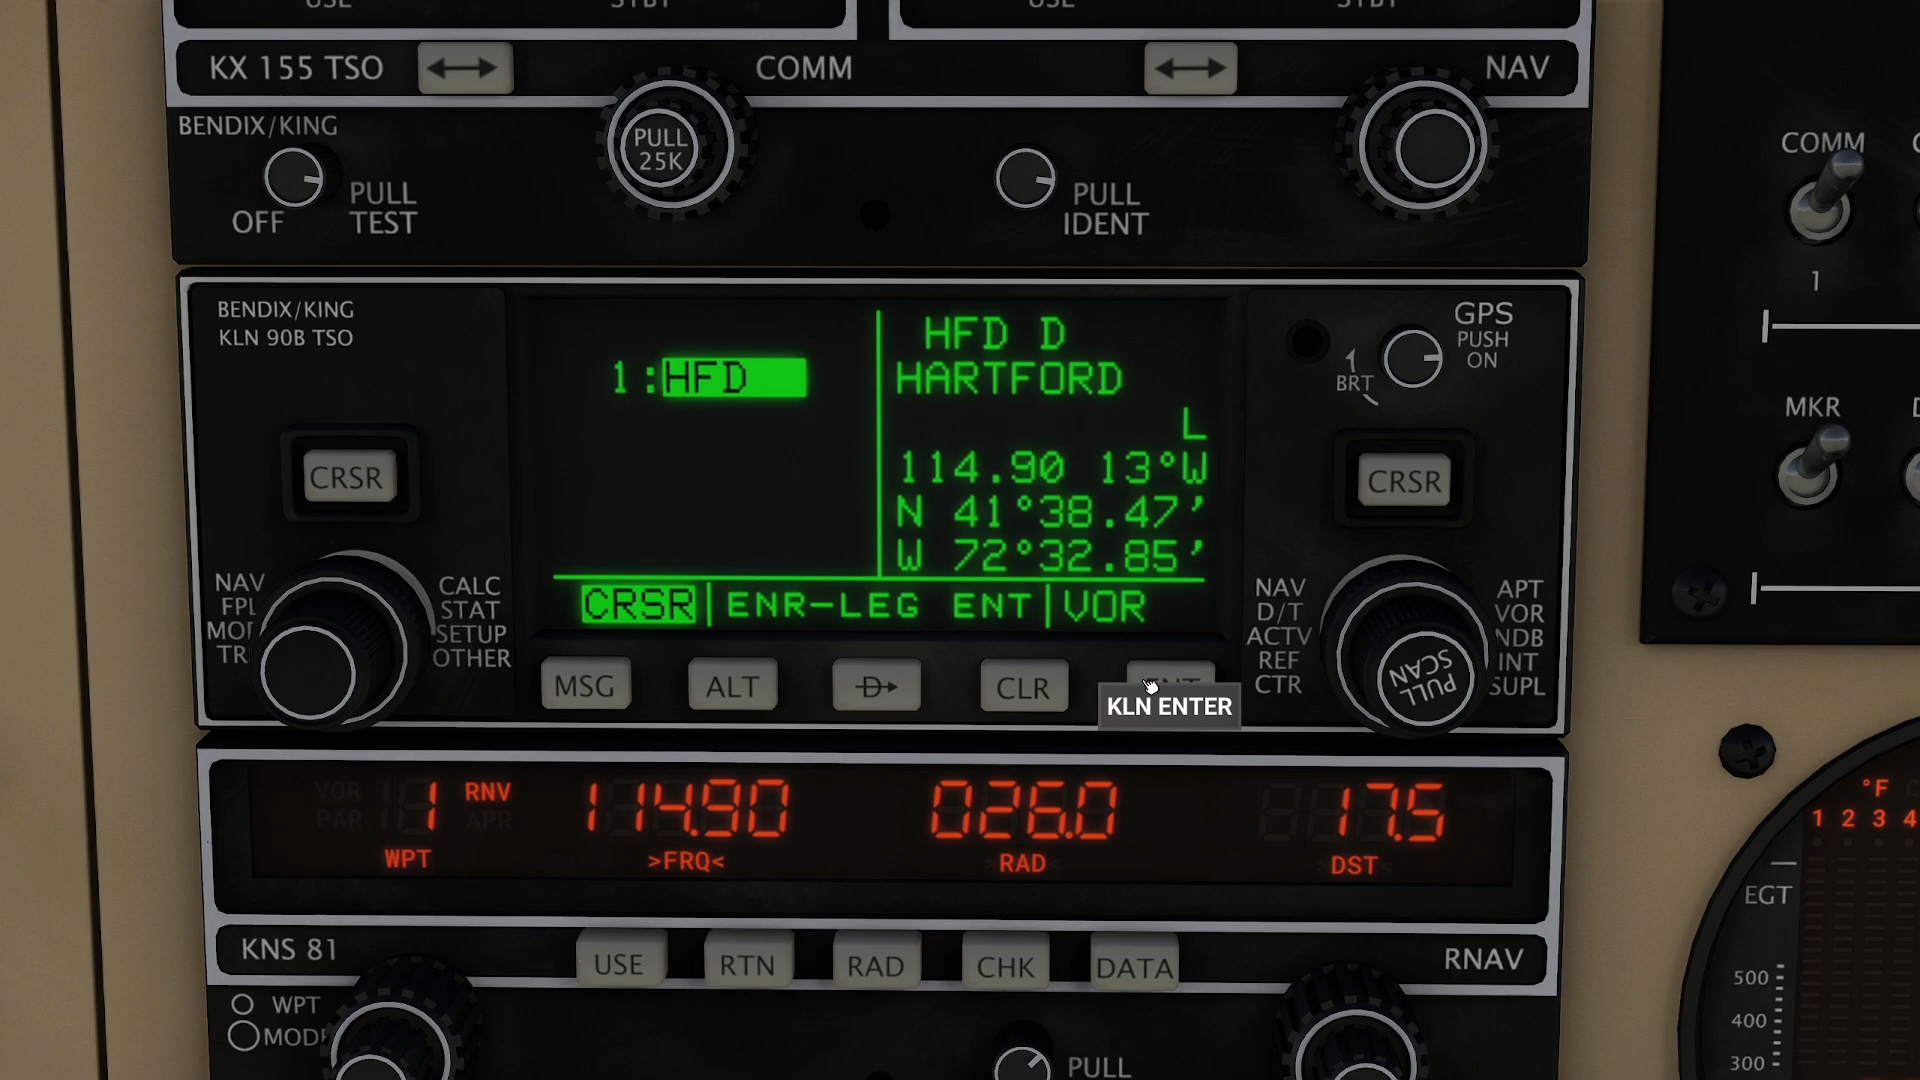 USE
STBY
USE
STBY
KX 155 TSO
COMM
NAV
BENDIX/KING
PULL
25K
OFF
PULL
TEST
PULL
IDENT
COMM
1
MKR
BENDIX/KING
KLN 90B TSO
GPS
PUSH
ON
BRT
1:HFD
HFD D
HARTFORD
L
114.90 13°W
N 41°38.47'
W 72°32.85'
CRSR|ENR-LEG ENT|VOR
CRSR
CRSR
NAV
FPL
CALC
STAT
SETUP
OTHER
NAV
D/T
ACTV
REF
CTR
APT
VOR
NDB
INT
SUPL
PULL
SCAN
MSG
ALT
D
CLR
ENT
KLN ENTER
VOR
PAR
1
RNV
APR
114.90
026.0
17.5
WPT
>FRQ<
RAD
DST
KNS 81
USE
RTN
RAD
CHK
DATA
RNAV
WPT
PULL
°F
1 2 3 4
EGT
500
400
300